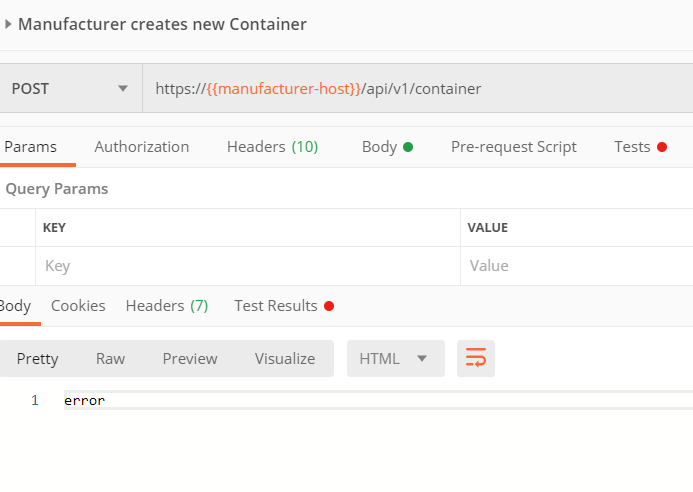 Manufacturer creates new Container
POST https://{{manufacturer-host}}/api/v1/container
Params Authorization Headers (10) Body Pre-request Script Tests
Query Params
KEY VALUE
Key Value
Body Cookies Headers (7) Test Results
Pretty Raw Preview Visualize HTML
1 error